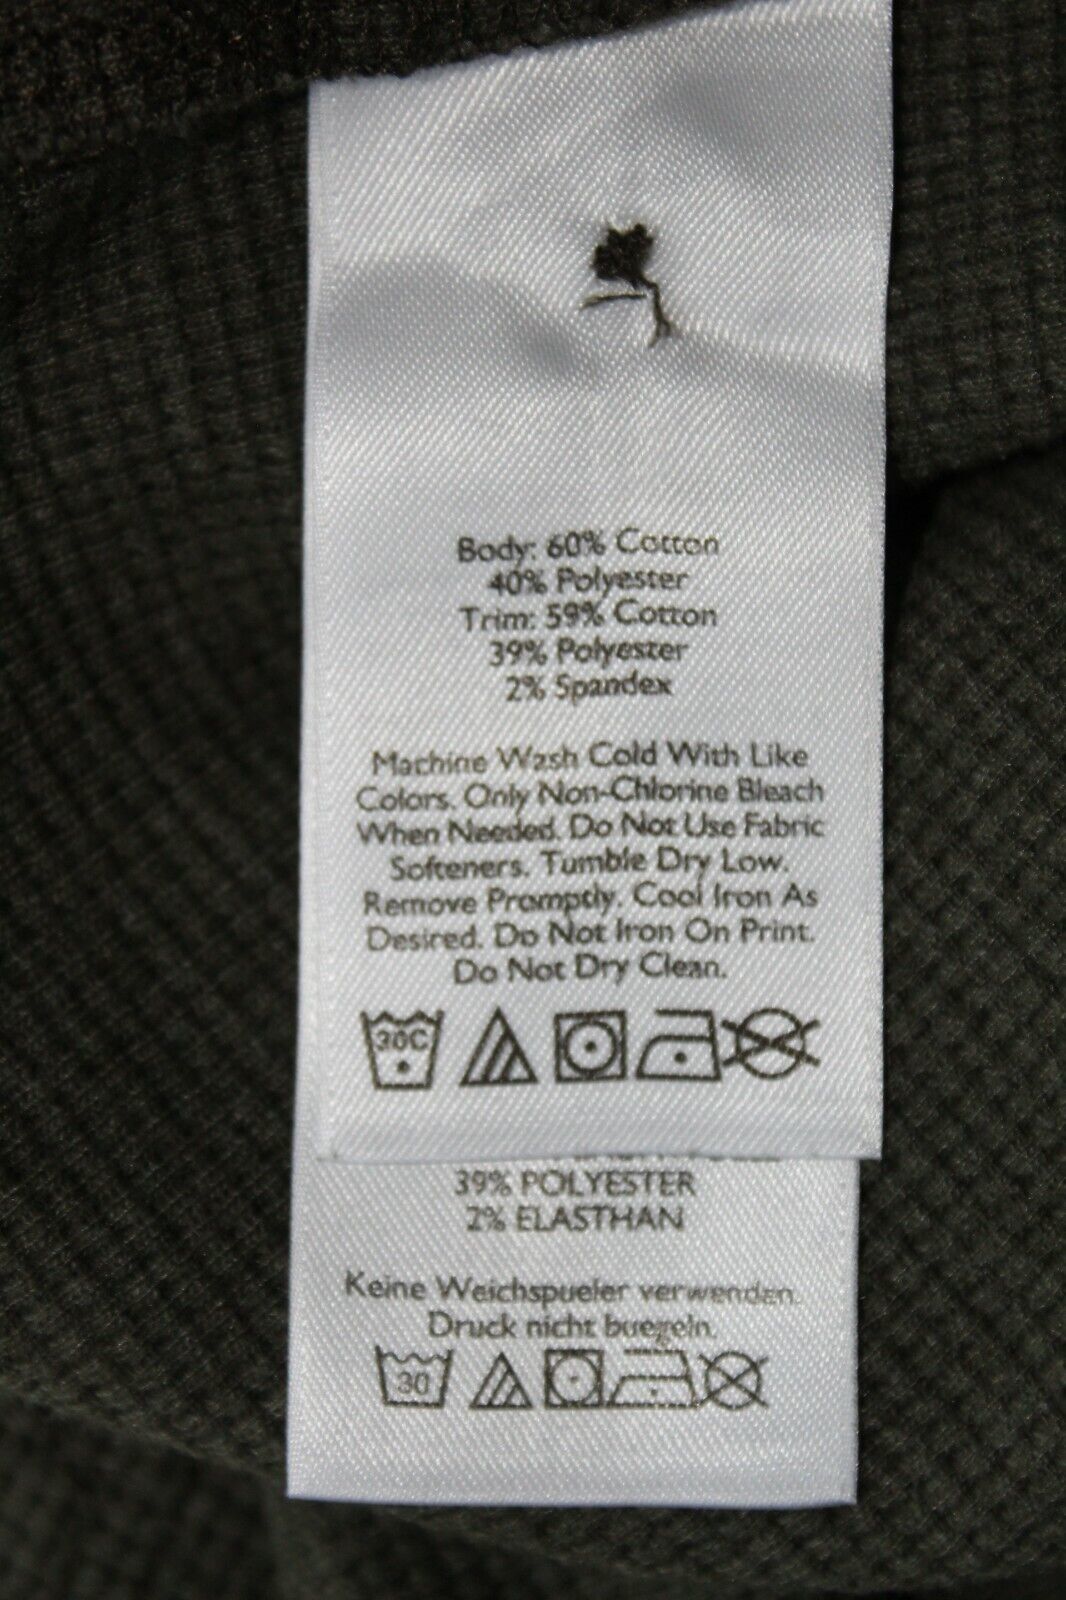 Body: 60% Cotton
40% Polyester
Trim: 59% Cotton
39% Polyester
2% Spandex
Machine Wash Cold With Like
Colors. Only Non-Chlorine Bleach
When Needed. Do Not Use Fabric
Softeners. Tumble Dry Low.
Remove Promptly. Cool Iron As
Desired. Do Not Iron On Print.
Do Not Dry Clean.
30C
39% POLYESTER
2% ELASTHAN
Keine Weichspueler verwenden.
Druck nicht buegeln.
30